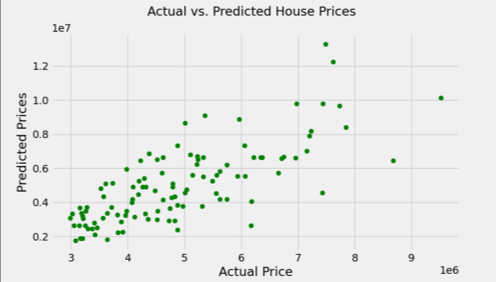 Actual vs. Predicted House Prices
1e7
1.2
1.0
0.8
0.6
0.4
0.2
Predicted Prices
3 4 5 6 7 8 9
Actual Price
1e6